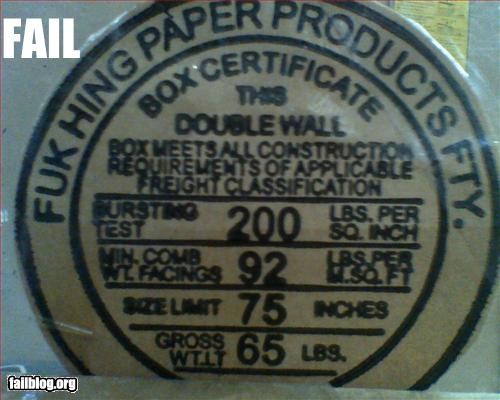 FAIL
FUK HING PAPER PRODUCTS FTY.
BOX CERTIFICATE
THIS
DOUBLE WALL
BOX MEETS ALL CONSTRUCTION
REQUIREMENTS OF APPLICABLE
FREIGHT CLASSIFICATION
BURSTING TEST 200 LBS. PER SQ. INCH
MIN. COMB WT. FACINGS 92 LBS. PER M.SQ. FT
SIZE LIMIT 75 INCHES
GROSS WT.LT 65 LBS.
failblog.org